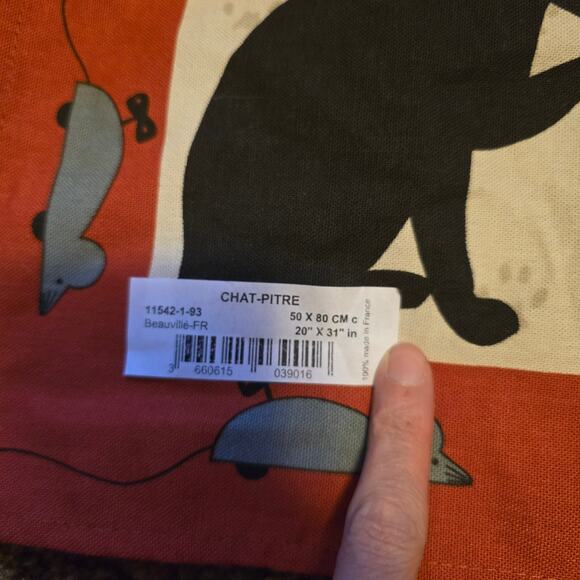 CHAT-PITRE
11542-1-93
50 X 80 CM c
Beauvillé-FR
20" X 31" in
3 660615 039016
100% made in France